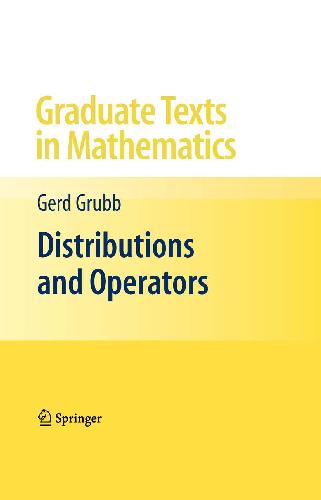 Graduate Texts
in Mathematics
Gerd Grubb
Distributions
and Operators
Springer